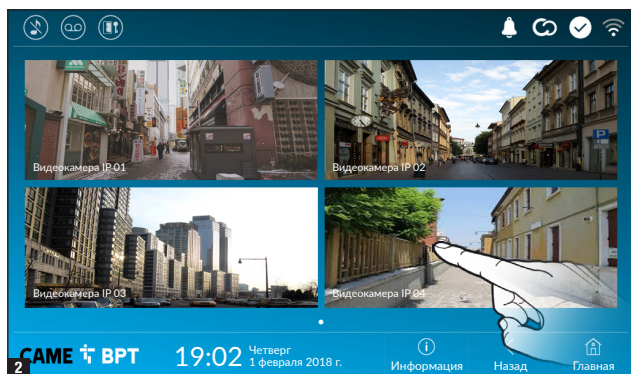 Видеокамера IP 01
Видеокамера IP 02
P
Видеокамера IP 03
Видеокамера IP 04
CAME BPT
19:02
Четверг
1 февраля 2018 г.
Информация
Назад
Главная
2